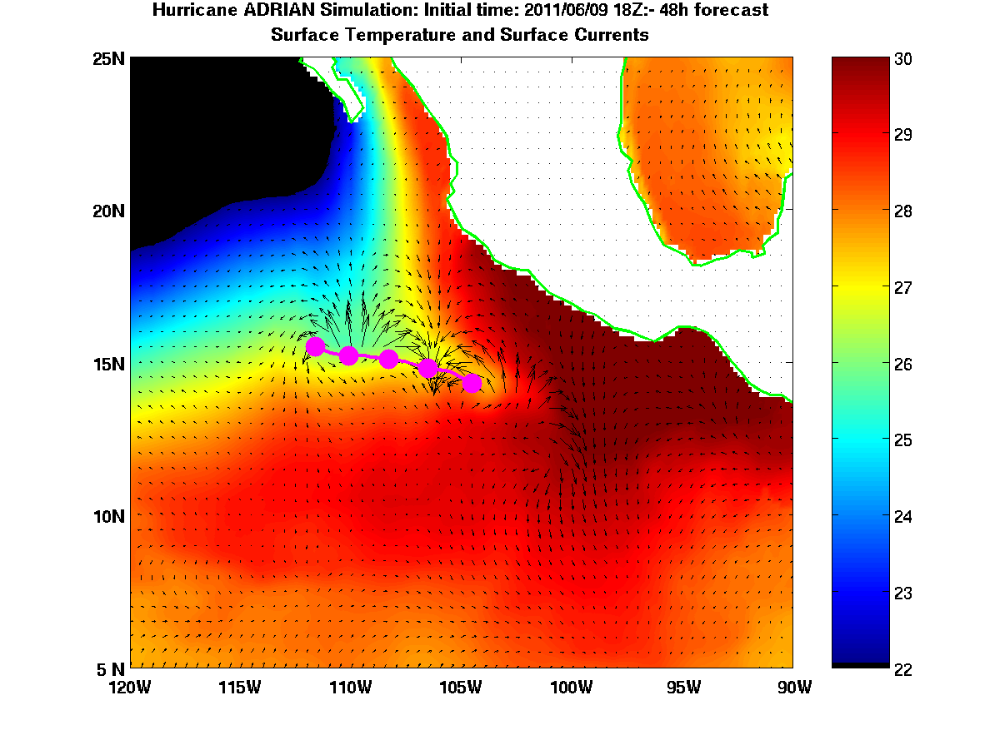 Hurricane ADRIAN Simulation: Initial time: 2011/06/09 18Z:- 48h forecast
Surface Temperature and Surface Currents
25N
20N
15N
10N
5 N
120W 115W 110W 105W 100W 95W 90W
30
29
28
27
26
25
24
23
22